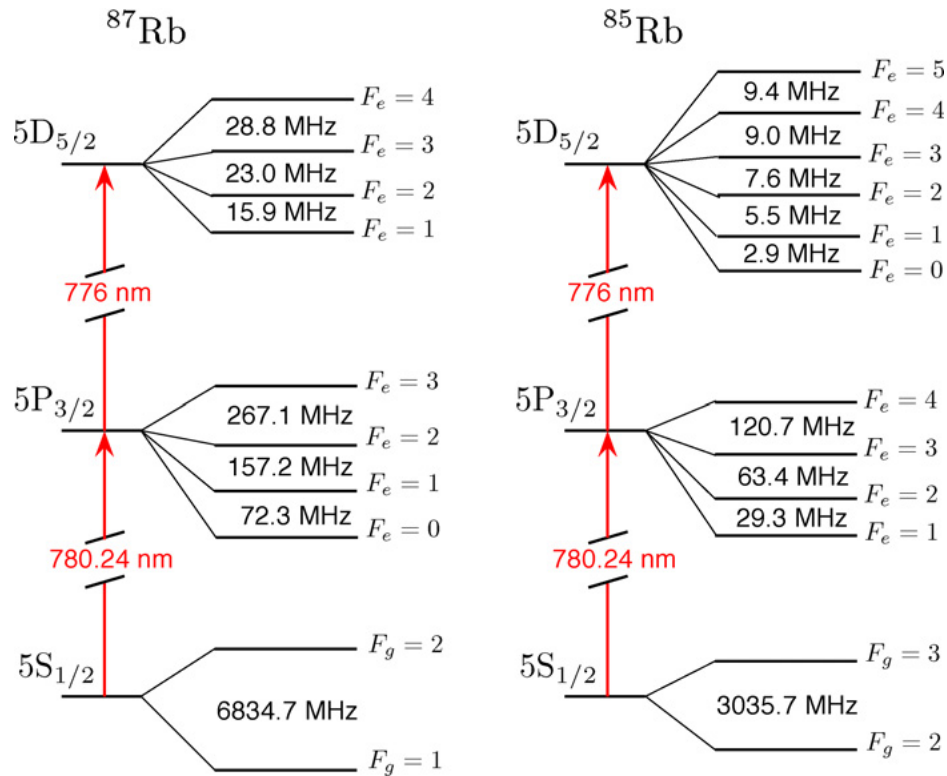 ⁸⁷Rb
5D₅/₂
Fₑ = 4
28.8 MHz
Fₑ = 3
23.0 MHz
Fₑ = 2
15.9 MHz
Fₑ = 1
776 nm
5P₃/₂
Fₑ = 3
267.1 MHz
Fₑ = 2
157.2 MHz
Fₑ = 1
72.3 MHz
Fₑ = 0
780.24 nm
5S₁/₂
F_g = 2
6834.7 MHz
F_g = 1
⁸⁵Rb
5D₅/₂
Fₑ = 5
9.4 MHz
Fₑ = 4
9.0 MHz
Fₑ = 3
7.6 MHz
Fₑ = 2
5.5 MHz
Fₑ = 1
2.9 MHz
Fₑ = 0
776 nm
5P₃/₂
Fₑ = 4
120.7 MHz
Fₑ = 3
63.4 MHz
Fₑ = 2
29.3 MHz
Fₑ = 1
780.24 nm
5S₁/₂
F_g = 3
3035.7 MHz
F_g = 2